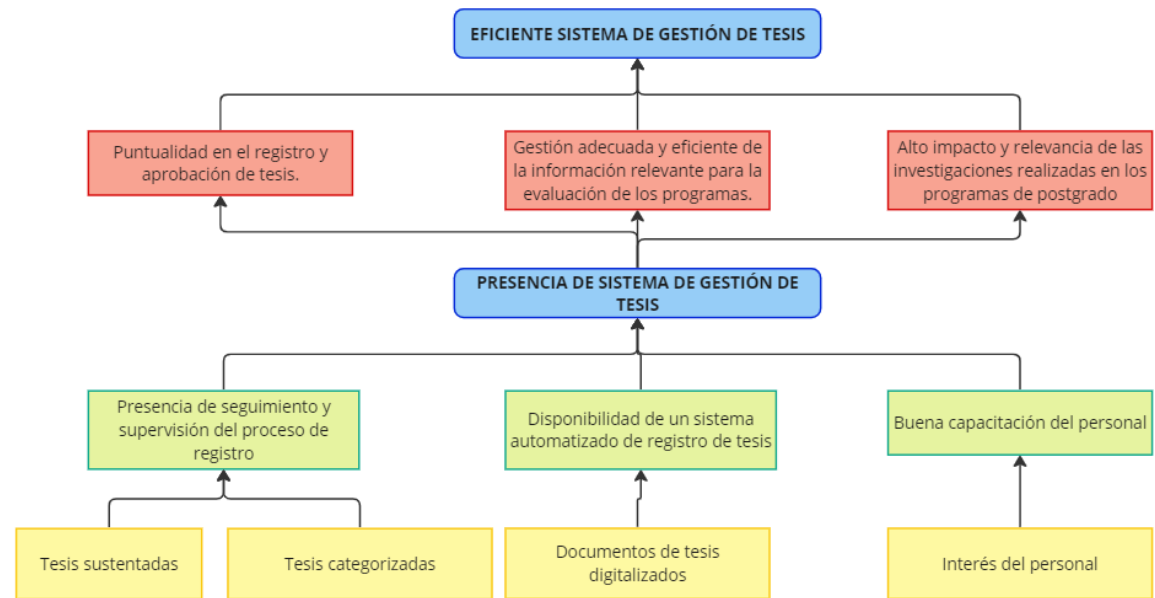 EFICIENTE SISTEMA DE GESTIÓN DE TESIS
Puntualidad en el registro y
aprobación de tesis.
Gestión adecuada y eficiente de
la información relevante para la
evaluación de los programas.
Alto impacto y relevancia de las
investigaciones realizadas en los
programas de postgrado
PRESENCIA DE SISTEMA DE GESTIÓN DE
TESIS
Presencia de seguimiento y
supervisión del proceso de
registro
Disponibilidad de un sistema
automatizado de registro de tesis
Buena capacitación del personal
Tesis sustentadas
Tesis categorizadas
Documentos de tesis
digitalizados
Interés del personal